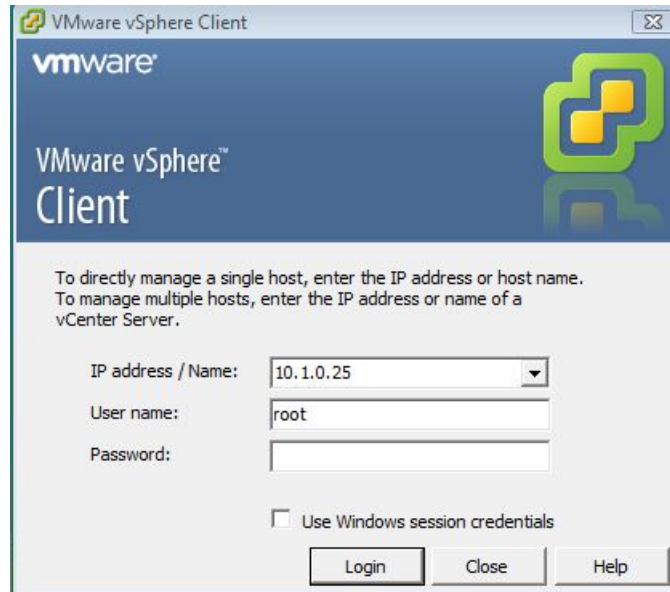 VMware vSphere Client
vmware
VMware vSphere™
Client
To directly manage a single host, enter the IP address or host name.
To manage multiple hosts, enter the IP address or name of a
vCenter Server.
IP address / Name: 10.1.0.25
User name: root
Password:
Use Windows session credentials
Login Close Help